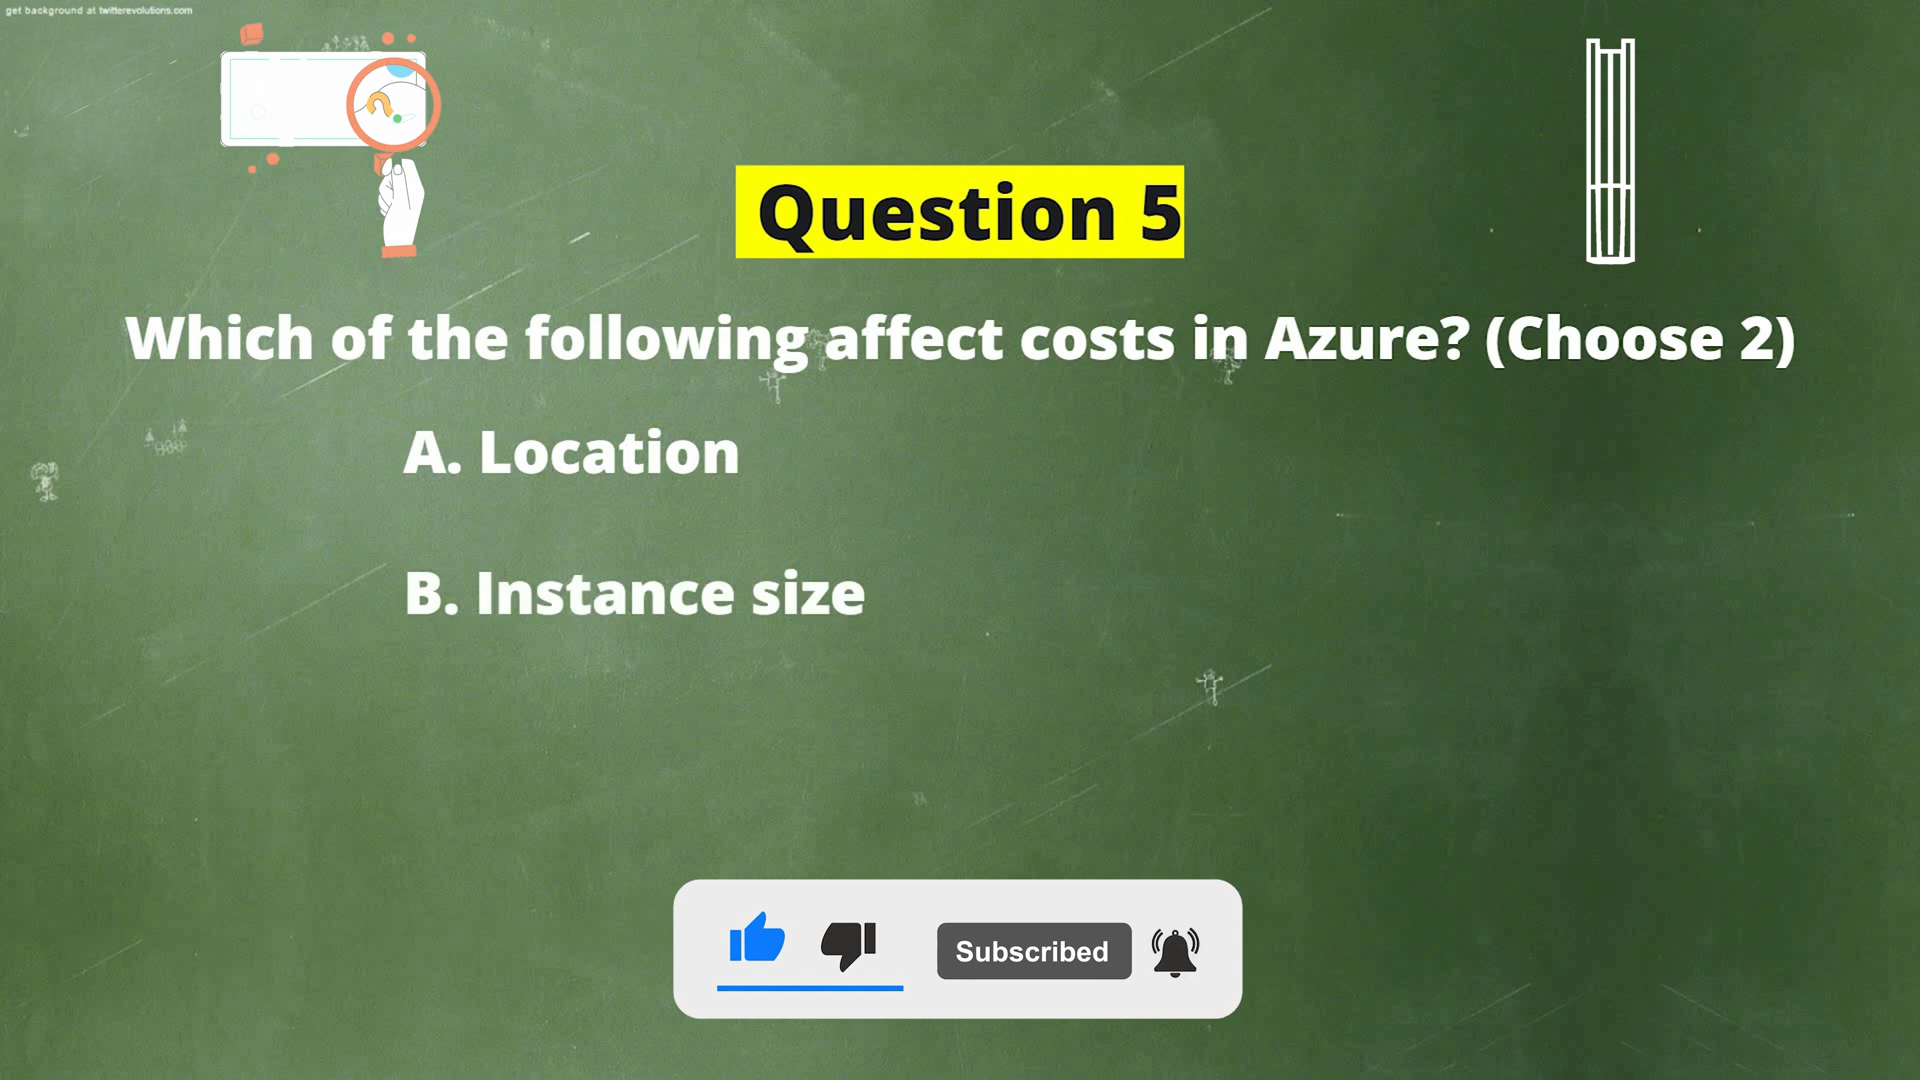 get background at twitterevolutions.com
Question 5
Which of the following affect costs in Azure? (Choose 2)
A. Location
B. Instance size
Subscribed